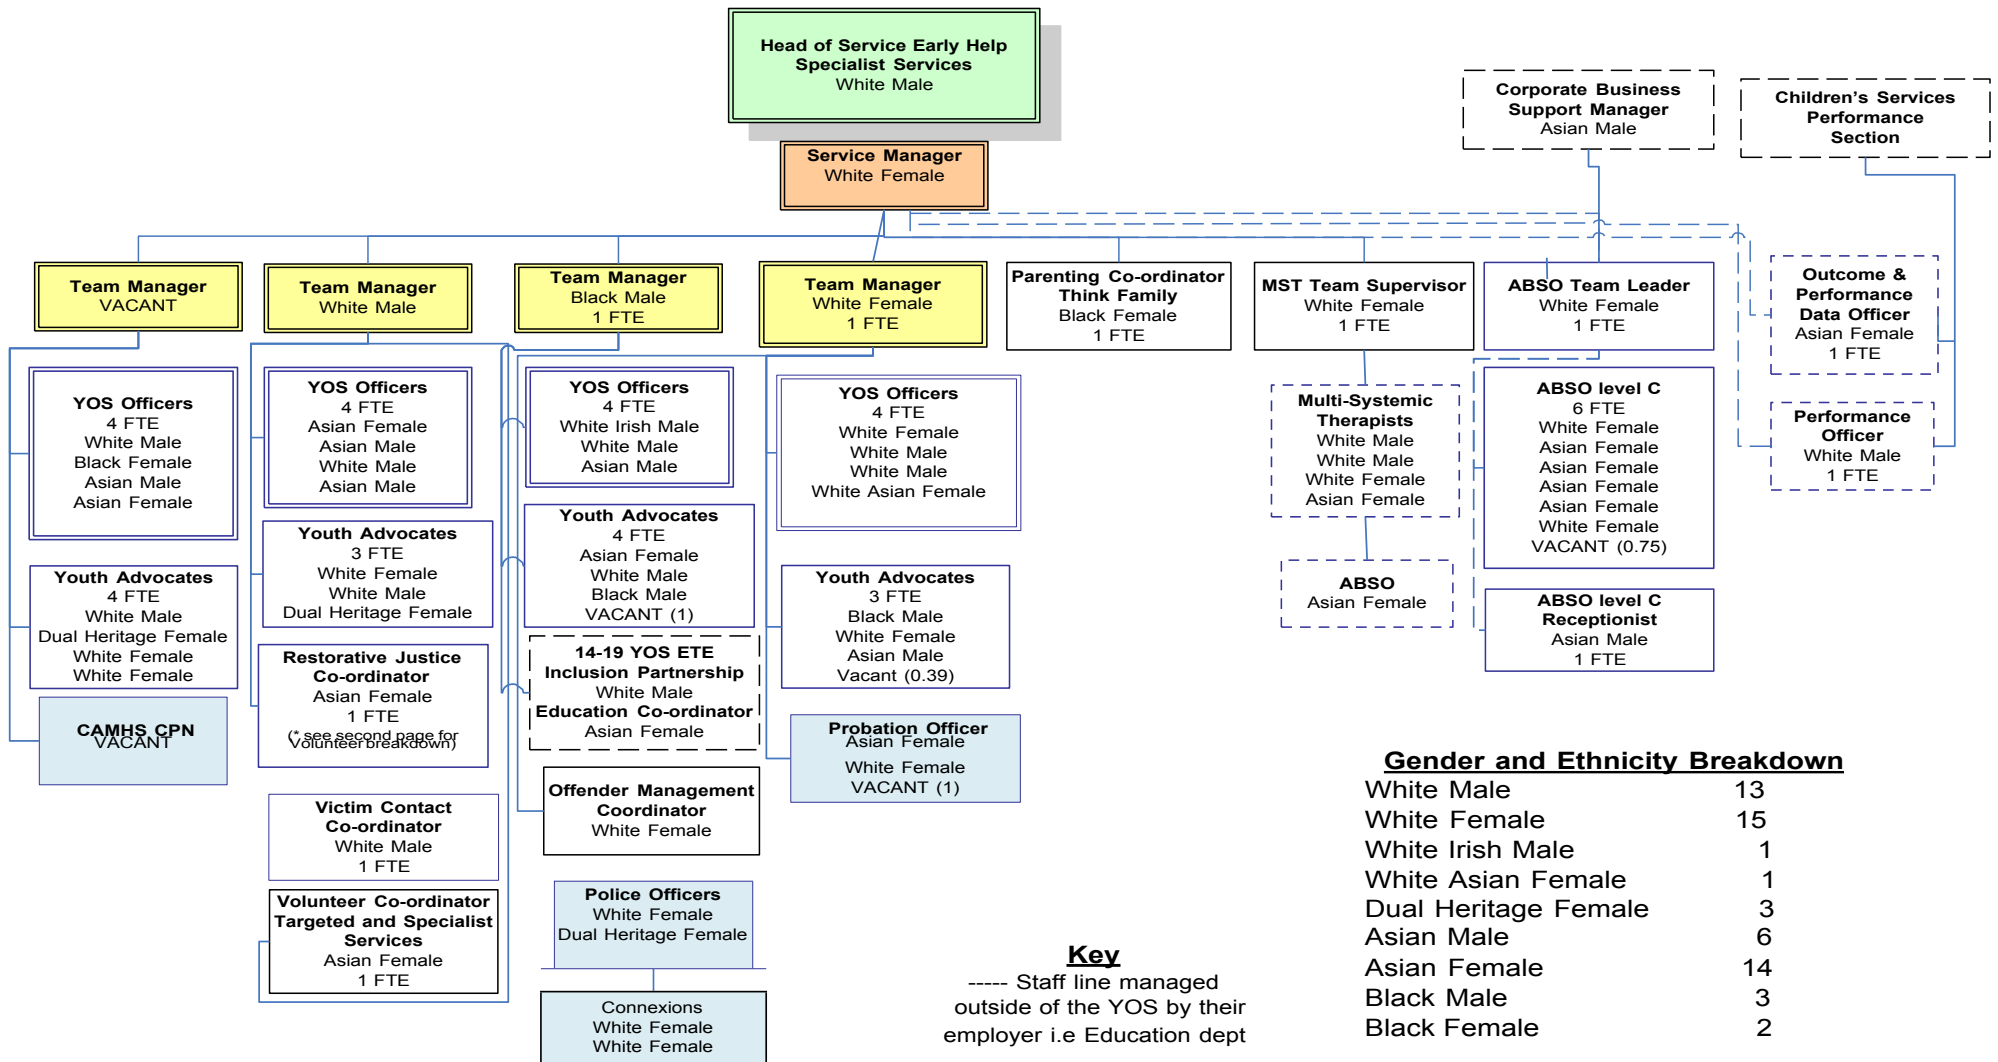 Head of Service Early Help
Specialist Services
White Male
Service Manager
White Female
Corporate Business
Support Manager
Asian Male
Children's Services
Performance
Section
Team Manager
VACANT
Team Manager
White Male
Team Manager
Black Male
1 FTE
Team Manager
White Female
1 FTE
Parenting Co-ordinator
Think Family
Black Female
1 FTE
MST Team Supervisor
White Female
1 FTE
ABSO Team Leader
White Female
1 FTE
Outcome &
Performance
Data Officer
Asian Female
1 FTE
YOS Officers
4 FTE
White Male
Black Female
Asian Male
Asian Female
YOS Officers
4 FTE
Asian Female
Asian Male
White Male
Asian Male
YOS Officers
4 FTE
White Irish Male
White Male
Asian Male
YOS Officers
4 FTE
White Female
White Male
White Male
White Asian Female
Multi-Systemic
Therapists
White Male
White Male
White Female
Asian Female
ABSO level C
6 FTE
White Female
Asian Female
Asian Female
Asian Female
Asian Female
White Female
VACANT (0.75)
Performance
Officer
White Male
1 FTE
Youth Advocates
4 FTE
White Male
Dual Heritage Female
White Female
White Female
Youth Advocates
3 FTE
White Female
White Male
Dual Heritage Female
Youth Advocates
4 FTE
Asian Female
White Male
Black Male
VACANT (1)
Youth Advocates
3 FTE
Black Male
White Female
Asian Male
Vacant (0.39)
ABSO
Asian Female
ABSO level C
Receptionist
Asian Male
1 FTE
CAMHS CPN
VACANT
Restorative Justice
Co-ordinator
Asian Female
1 FTE
(* see second page for
Volunteer breakdown)
14-19 YOS ETE
Inclusion Partnership
White Male
Education Co-ordinator
Asian Female
Probation Officer
Asian Female
White Female
VACANT (1)
Victim Contact
Co-ordinator
White Male
1 FTE
Offender Management
Coordinator
White Female
Volunteer Co-ordinator
Targeted and Specialist
Services
Asian Female
1 FTE
Police Officers
White Female
Dual Heritage Female
Connexions
White Female
White Female
Key
----- Staff line managed
outside of the YOS by their
employer i.e Education dept
Gender and Ethnicity Breakdown
White Male 13
White Female 15
White Irish Male 1
White Asian Female 1
Dual Heritage Female 3
Asian Male 6
Asian Female 14
Black Male 3
Black Female 2